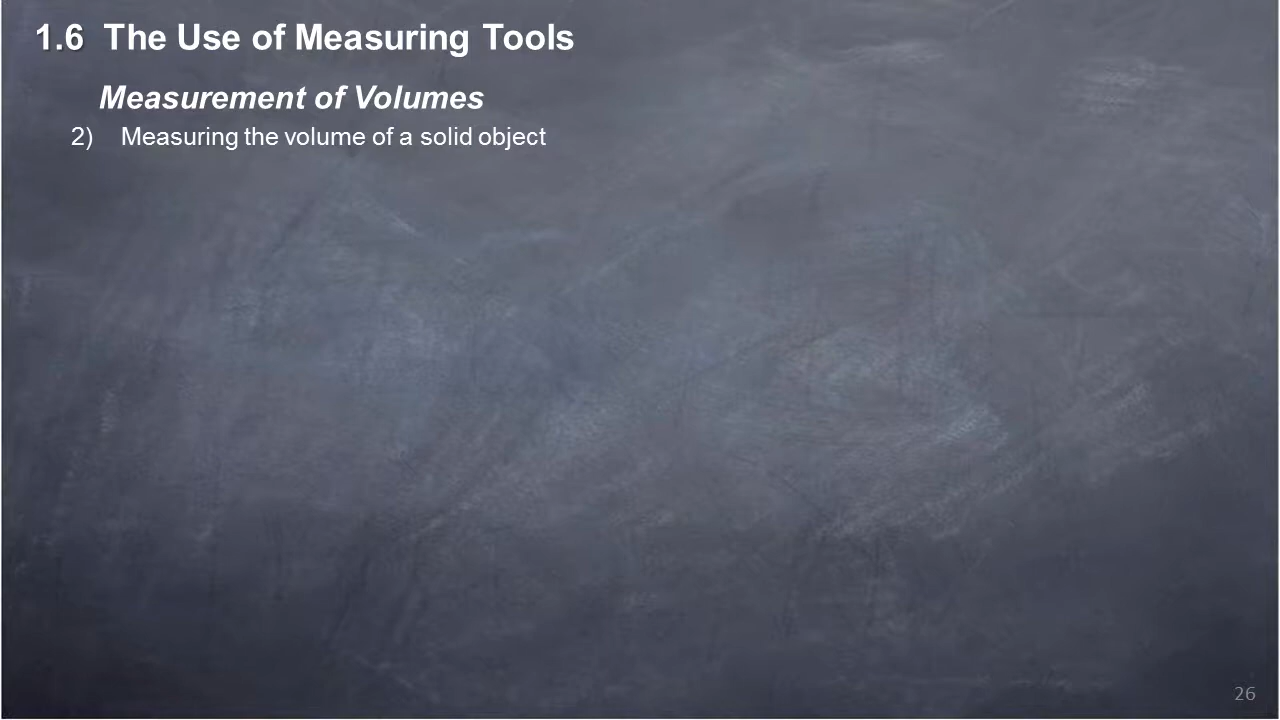 1.6 The Use of Measuring Tools
Measurement of Volumes
2) Measuring the volume of a solid object
26